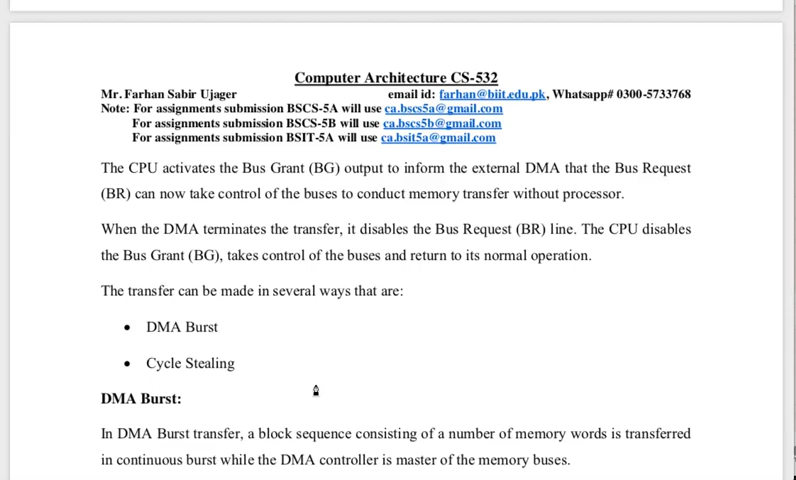 Computer Architecture CS-532
Mr. Farhan Sabir Ujager email id: farhan@biit.edu.pk, Whatsapp# 0300-5733768
Note: For assignments submission BSCS-5A will use ca.bscs5a@gmail.com
For assignments submission BSCS-5B will use ca.bscs5b@gmail.com
For assignments submission BSIT-5A will use ca.bsit5a@gmail.com
The CPU activates the Bus Grant (BG) output to inform the external DMA that the Bus Request
(BR) can now take control of the buses to conduct memory transfer without processor.
When the DMA terminates the transfer, it disables the Bus Request (BR) line. The CPU disables
the Bus Grant (BG), takes control of the buses and return to its normal operation.
The transfer can be made in several ways that are:
• DMA Burst
• Cycle Stealing
DMA Burst:
In DMA Burst transfer, a block sequence consisting of a number of memory words is transferred
in continuous burst while the DMA controller is master of the memory buses.